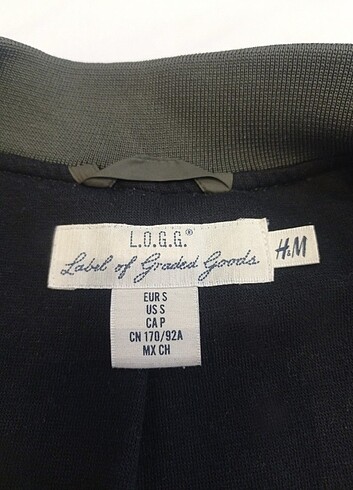 L.O.G.G.®
Label of Graded Goods
H&M
EUR S
US S
CA P
CN 170/92A
MX CH